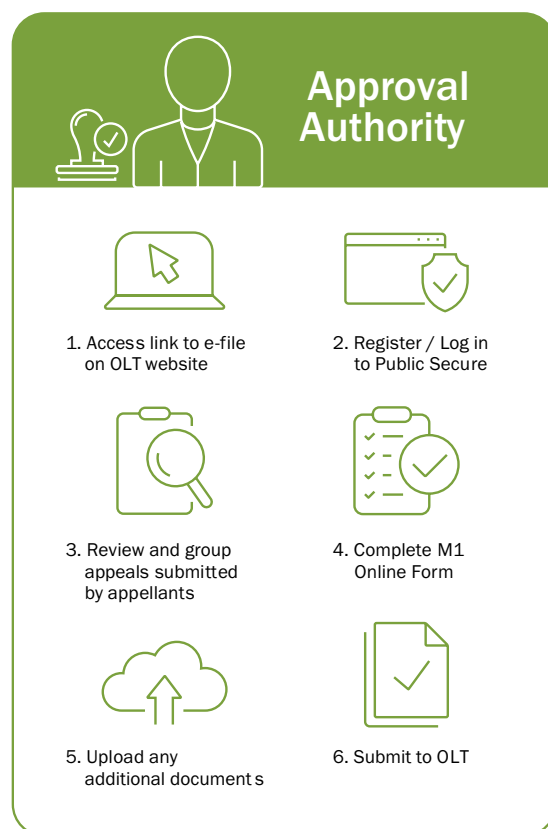 Approval
Authority
1. Access link to e-file
on OLT website
2. Register / Log in
to Public Secure
3. Review and group
appeals submitted
by appellants
4. Complete M1
Online Form
5. Upload any
additional documents
6. Submit to OLT